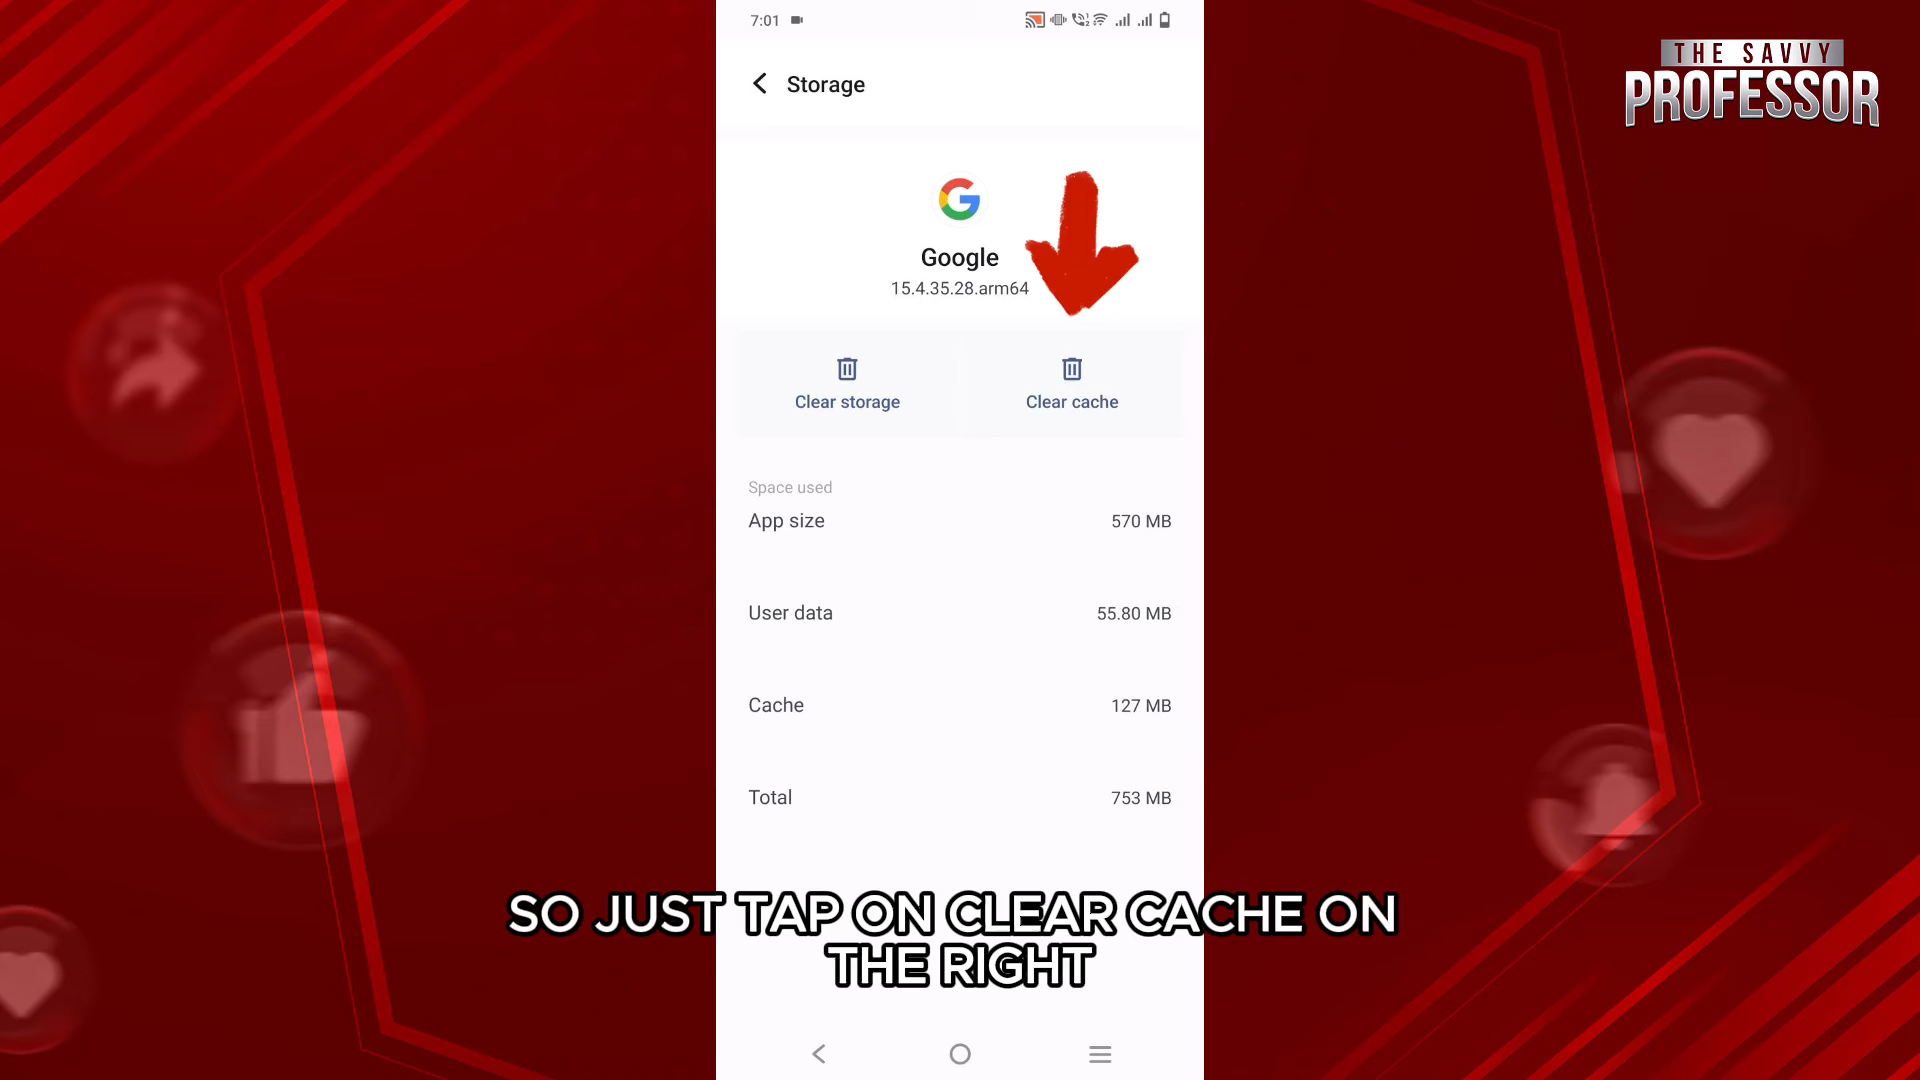 7:01
THE SAVVY
PROFESSOR
Storage
Google
15.4.35.28.arm64
Clear storage
Clear cache
Space used
App size 570 MB
User data 55.80 MB
Cache 127 MB
Total 753 MB
SO JUST TAP ON CLEAR CACHE ON
THE RIGHT